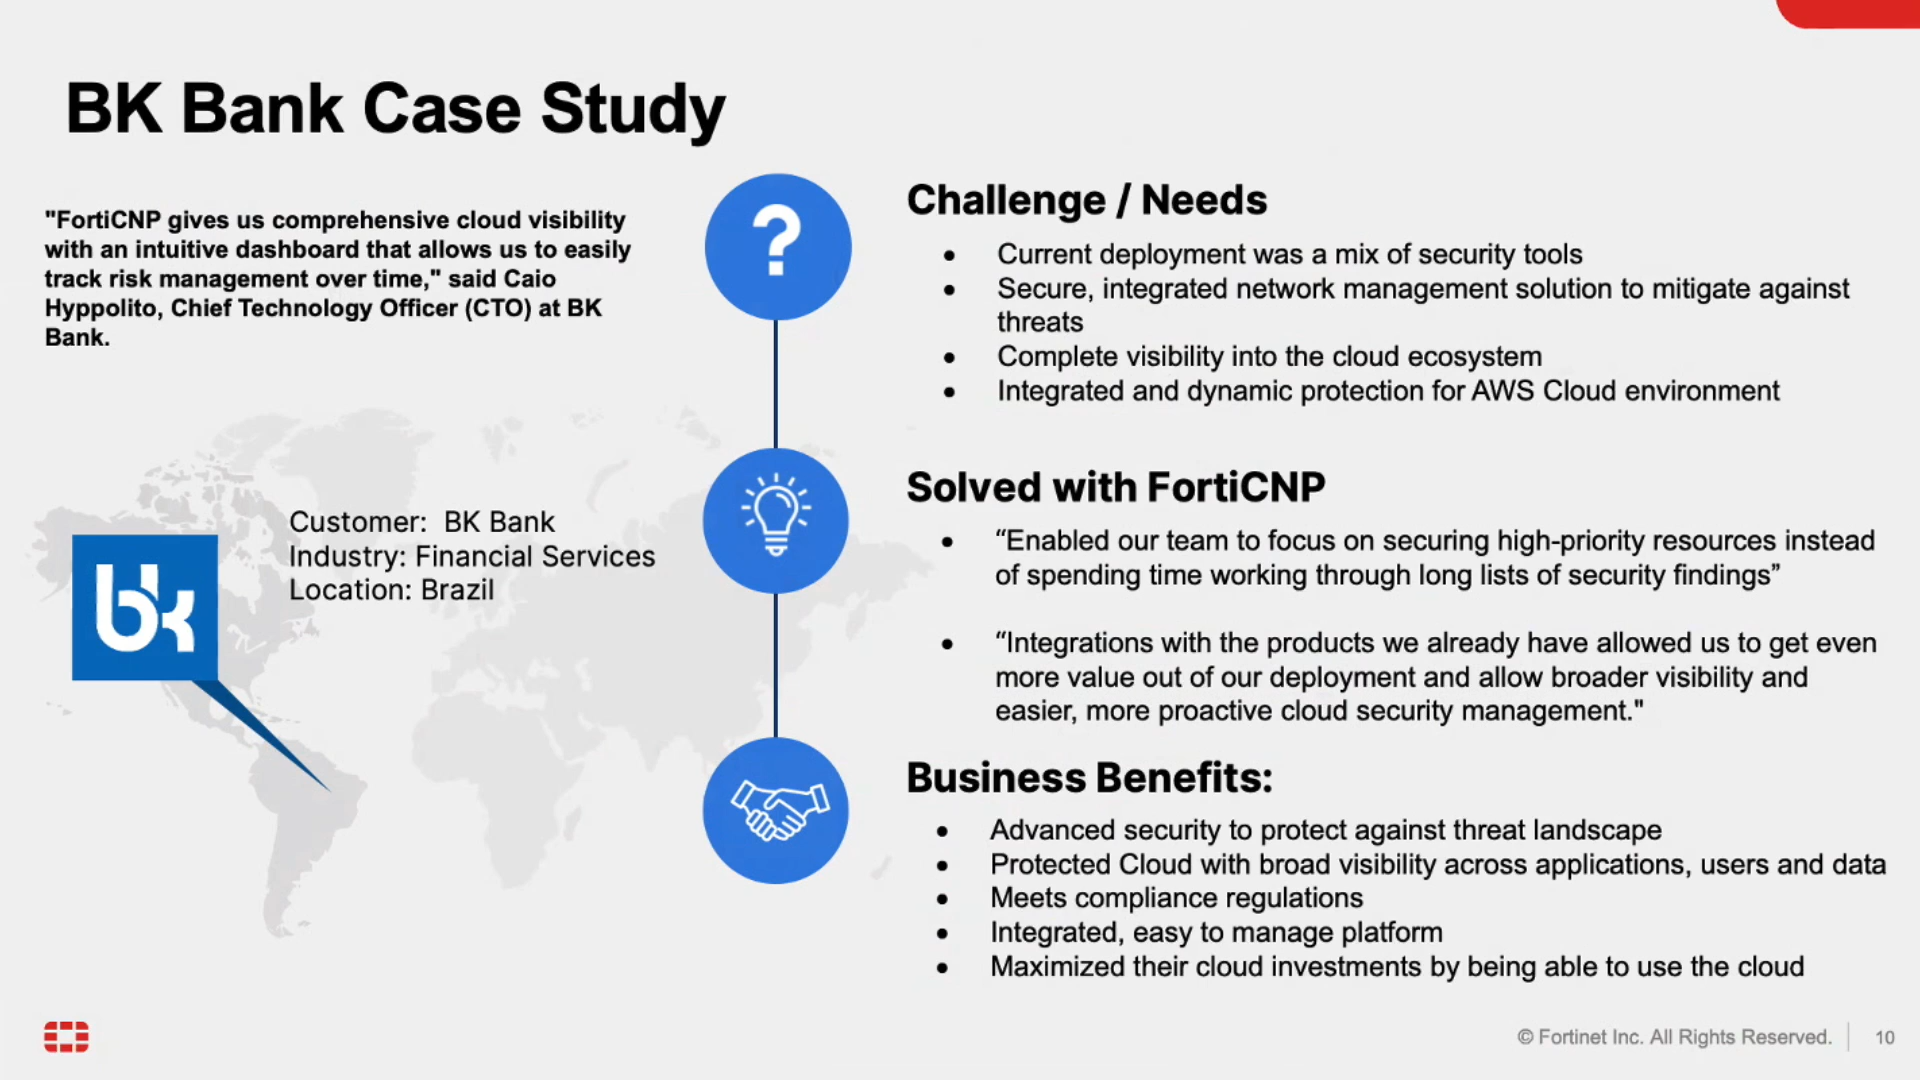 BK Bank Case Study
"FortiCNP gives us comprehensive cloud visibility
with an intuitive dashboard that allows us to easily
track risk management over time," said Caio
Hyppolito, Chief Technology Officer (CTO) at BK
Bank.
bk
Customer:  BK Bank
Industry: Financial Services
Location: Brazil
?
Challenge / Needs
• Current deployment was a mix of security tools
• Secure, integrated network management solution to mitigate against
threats
• Complete visibility into the cloud ecosystem
• Integrated and dynamic protection for AWS Cloud environment
Solved with FortiCNP
• “Enabled our team to focus on securing high-priority resources instead
of spending time working through long lists of security findings”
• “Integrations with the products we already have allowed us to get even
more value out of our deployment and allow broader visibility and
easier, more proactive cloud security management."
Business Benefits:
• Advanced security to protect against threat landscape
• Protected Cloud with broad visibility across applications, users and data
• Meets compliance regulations
• Integrated, easy to manage platform
• Maximized their cloud investments by being able to use the cloud
© Fortinet Inc. All Rights Reserved.
10